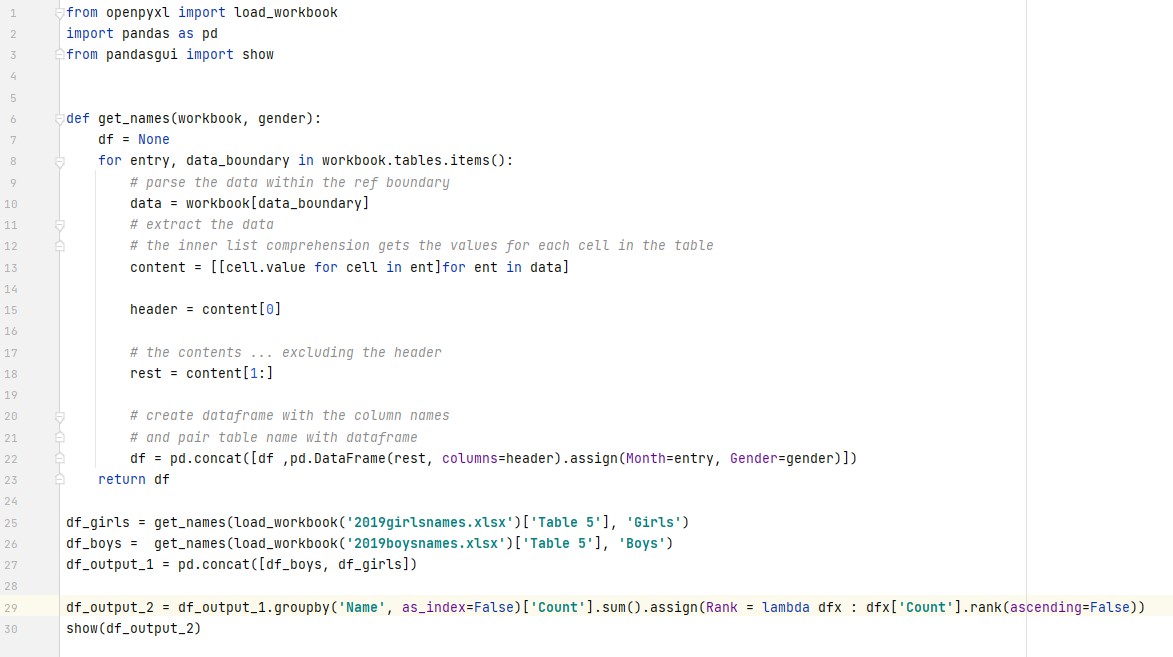 1 from openpyxl import load_workbook
2 import pandas as pd
3 from pandasgui import show
4
5
6 def get_names(workbook, gender):
7     df = None
8     for entry, data_boundary in workbook.tables.items():
9         # parse the data within the ref boundary
10         data = workbook[data_boundary]
11         # extract the data
12         # the inner list comprehension gets the values for each cell in the table
13         content = [[cell.value for cell in ent]for ent in data]
14
15         header = content[0]
16
17         # the contents ... excluding the header
18         rest = content[1:]
19
20         # create dataframe with the column names
21         # and pair table name with dataframe
22         df = pd.concat([df ,pd.DataFrame(rest, columns=header).assign(Month=entry, Gender=gender)])
23     return df
24
25 df_girls = get_names(load_workbook('2019girlsnames.xlsx')['Table 5'], 'Girls')
26 df_boys =  get_names(load_workbook('2019boysnames.xlsx')['Table 5'], 'Boys')
27 df_output_1 = pd.concat([df_boys, df_girls])
28
29 df_output_2 = df_output_1.groupby('Name', as_index=False)['Count'].sum().assign(Rank = lambda dfx : dfx['Count'].rank(ascending=False))
30 show(df_output_2)